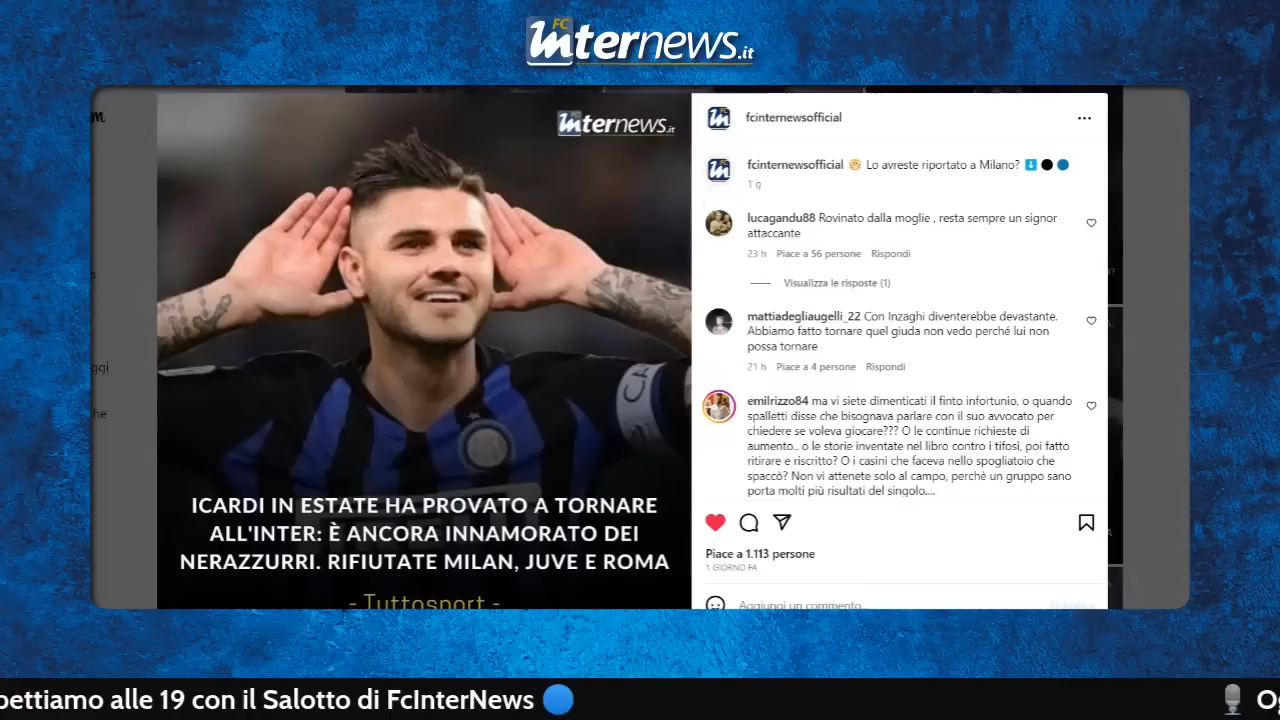 FC
internews.it
internews.it
m
a
ggi
he
ICARDI IN ESTATE HA PROVATO A TORNARE
ALL'INTER: È ANCORA INNAMORATO DEI
NERAZZURRI. RIFIUTATE MILAN, JUVE E ROMA
- Tuttosport -
fcinternewsofficial
fcinternewsofficial 🤔 Lo avreste riportato a Milano? ⬇️ ⚫ 🔵
1 g
lucagandu88 Rovinato dalla moglie , resta sempre un signor
attaccante
23 h Piace a 56 persone Rispondi
Visualizza le risposte (1)
mattiadegliaugelli_22 Con Inzaghi diventerebbe devastante.
Abbiamo fatto tornare quel giuda non vedo perché lui non
possa tornare
21 h Piace a 4 persone Rispondi
emilrizzo84 ma vi siete dimenticati il finto infortunio, o quando
spalletti disse che bisognava parlare con il suo avvocato per
chiedere se voleva giocare??? O le continue richieste di
aumento.. o le storie inventate nel libro contro i tifosi, poi fatto
ritirare e riscritto? O i casini che faceva nello spogliatoio che
spaccò? Non vi attenete solo al campo, perchè un gruppo sano
porta molti più risultati del singolo....
Piace a 1.113 persone
1 GIORNO FA
Aggiungi un commento...
pettiamo alle 19 con il Salotto di FcInterNews 🔵
🎙️ Og